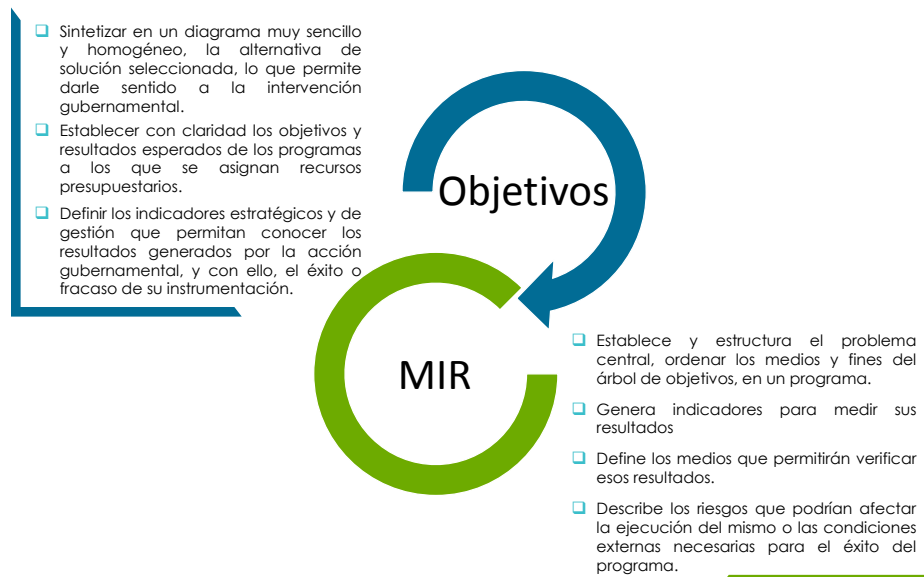 Sintetizar en un diagrama muy sencillo
y homogéneo, la alternativa de
solución seleccionada, lo que permite
darle sentido a la intervención
gubernamental.
Establecer con claridad los objetivos y
resultados esperados de los programas
a los que se asignan recursos
presupuestarios.
Definir los indicadores estratégicos y de
gestión que permitan conocer los
resultados generados por la acción
gubernamental, y con ello, el éxito o
fracaso de su instrumentación.
Objetivos
MIR
Establece y estructura el problema
central, ordenar los medios y fines del
árbol de objetivos, en un programa.
Genera indicadores para medir sus
resultados
Define los medios que permitirán verificar
esos resultados.
Describe los riesgos que podrían afectar
la ejecución del mismo o las condiciones
externas necesarias para el éxito del
programa.